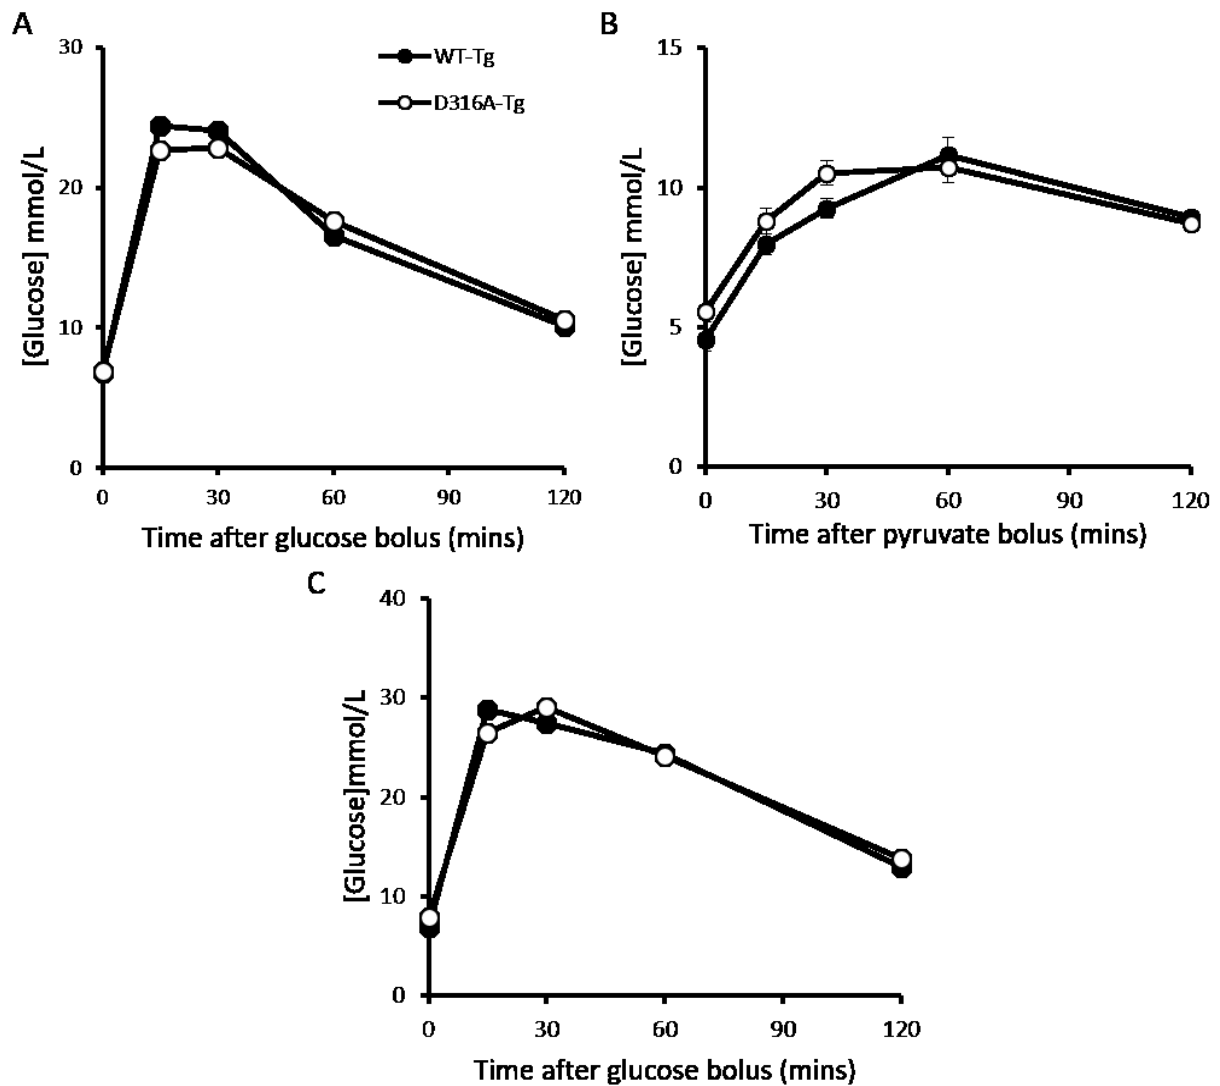 A
30
20
10
0
[Glucose] mmol/L
WT-Tg
D316A-Tg
0 30 60 90 120
Time after glucose bolus (mins)
B
15
10
5
0
[Glucose] mmol/L
0 30 60 90 120
Time after pyruvate bolus (mins)
C
40
30
20
10
0
[Glucose]mmol/L
0 30 60 90 120
Time after glucose bolus (mins)